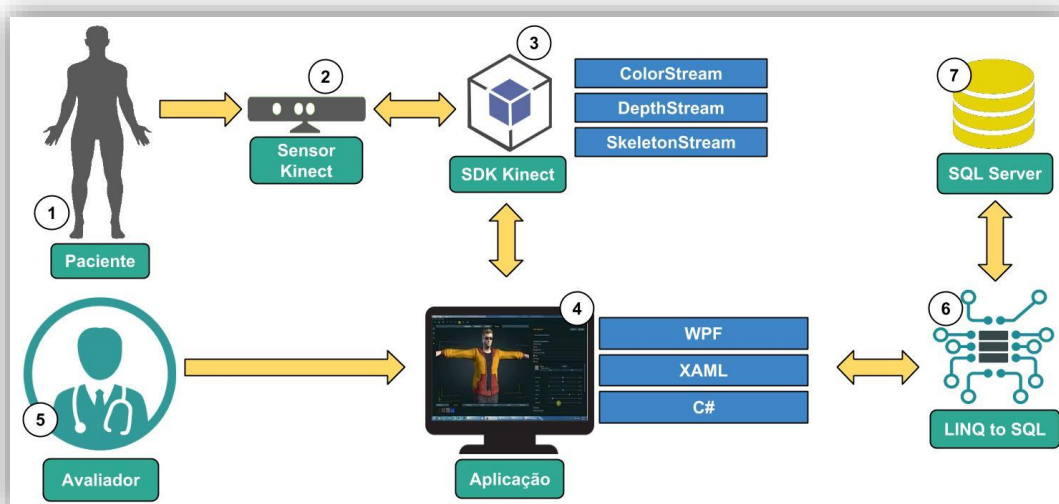 1
Paciente
2
Sensor
Kinect
3
SDK Kinect
ColorStream
DepthStream
SkeletonStream
7
SQL Server
5
Avaliador
4
Aplicação
WPF
XAML
C#
6
LINQ to SQL